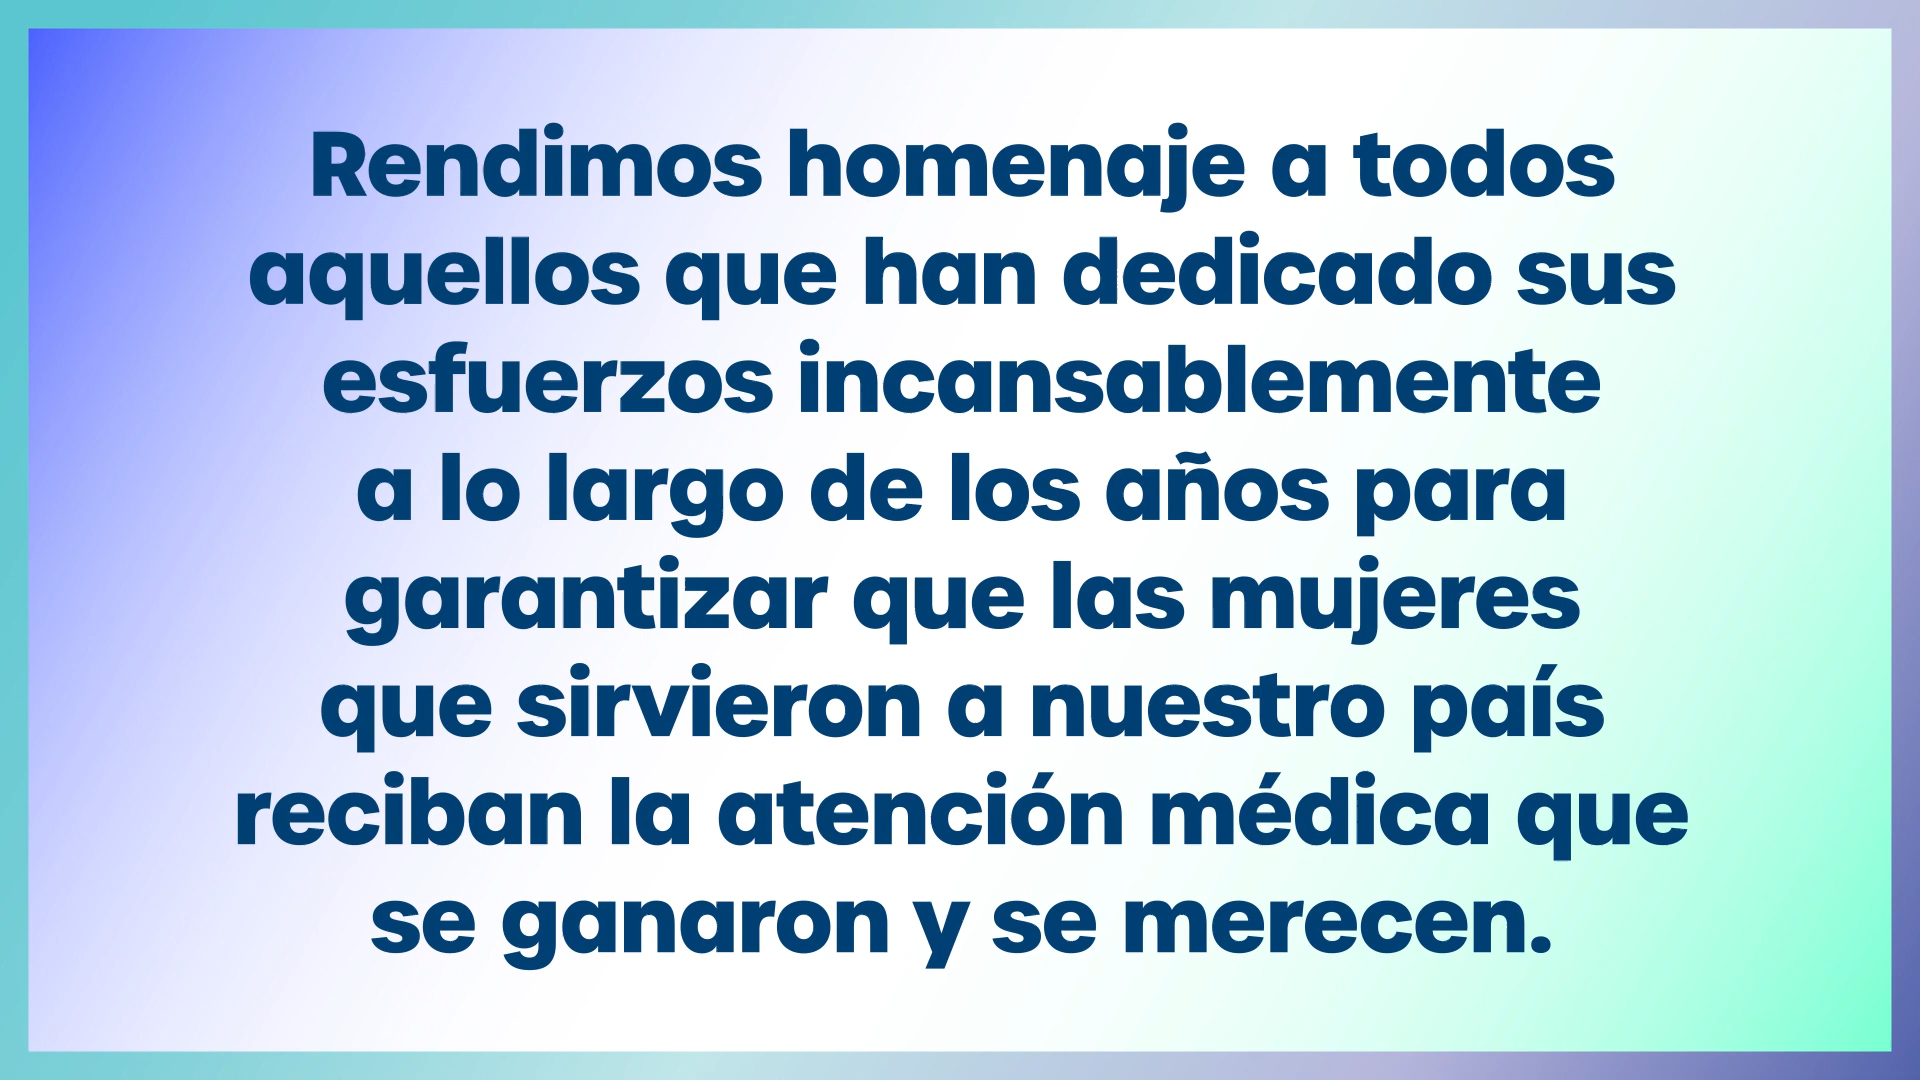 Rendimos homenaje a todos
aquellos que han dedicado sus
esfuerzos incansablemente
a lo largo de los años para
garantizar que las mujeres
que sirvieron a nuestro país
reciban la atención médica que
se ganaron y se merecen.